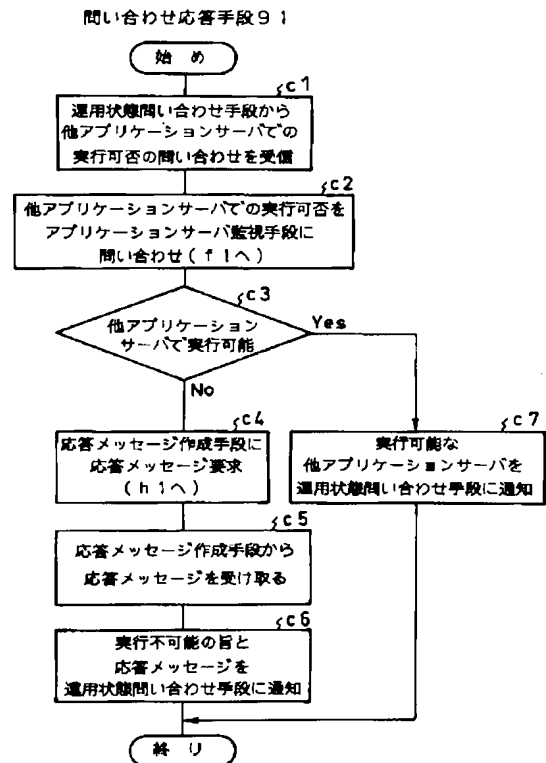 問い合わせ応答手段91
始め
c1
運用状態問い合わせ手段から
他アプリケーションサーバでの
実行可否の問い合わせを受信
c2
他アプリケーションサーバでの実行可否を
アプリケーションサーバ監視手段に
問い合わせ(f1へ)
c3
他アプリケーション
サーバで実行可能
Yes
No
c4
応答メッセージ作成手段に
応答メッセージ要求
(h1へ)
c7
実行可能な
他アプリケーションサーバを
運用状態問い合わせ手段に通知
c5
応答メッセージ作成手段から
応答メッセージを受け取る
c6
実行不可能の旨と
応答メッセージを
運用状態問い合わせ手段に通知
終り